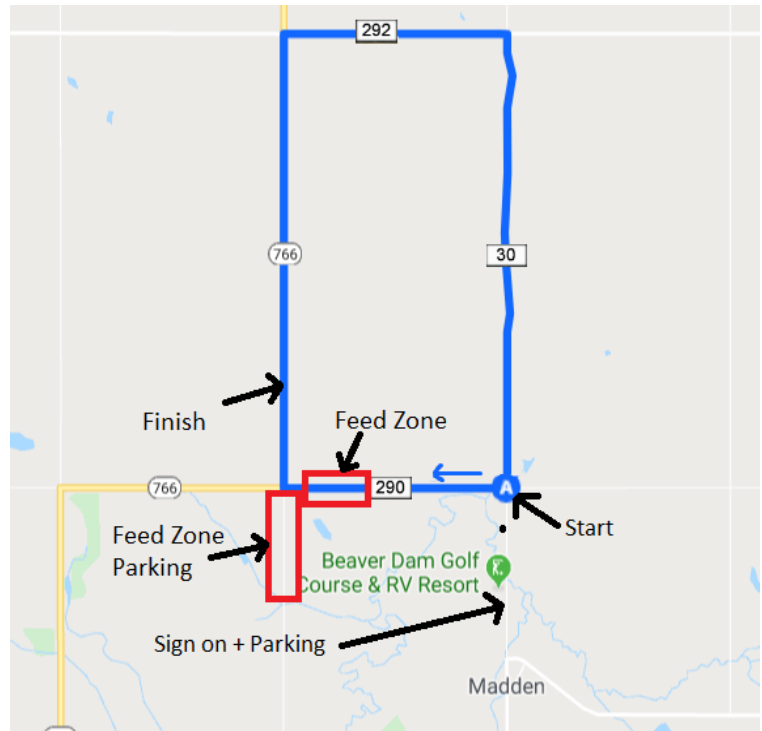 292
766
30
Finish
Feed Zone
766
290
A
Start
Feed Zone
Parking
Beaver Dam Golf
Course & RV Resort
Sign on + Parking
Madden